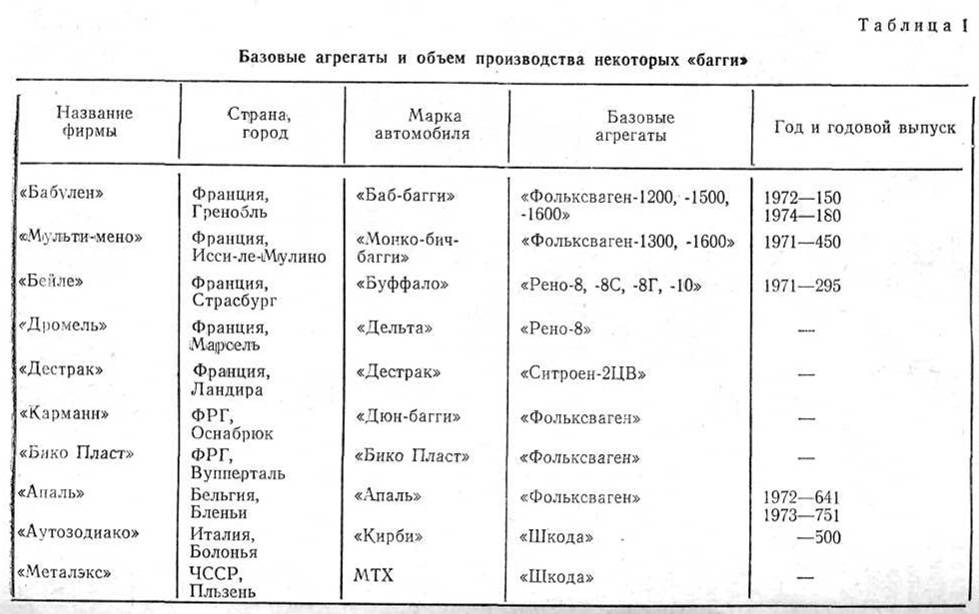 Таблица I
Базовые агрегаты и объем производства некоторых «багги»
Название фирмы | Страна, город | Марка автомобиля | Базовые агрегаты | Год и годовой выпуск
«Бабулен» | Франция, | «Баб-багги» | «Фольксваген-1200, -1500, | 1972—150
Гренобль | -1600» | 1974—180
«Мульти-мено» | Франция, | «Монко-бич- | «Фольксваген-1300, -1600» | 1971—450
Исси-ле-Мулино | багги»
«Бейле» | Франция, | «Буффало» | «Рено-8, -8С, -8Г, -10» | 1971—295
Страсбург
«Дромель» | Франция, | «Дельта» | «Рено-8» | —
Марсель
«Дестрак» | Франция, | «Дестрак» | «Ситроен-2ЦВ» | —
Ландира
«Карманн» | ФРГ, | «Дюн-багги» | «Фольксваген» | —
Оснабрюк
«Бико Пласт» | ФРГ, | «Бико Пласт» | «Фольксваген» | —
Вупперталь
«Апаль» | Бельгия, | «Апаль» | «Фольксваген» | 1972—641
Бленьи | 1973—751
«Аутозодиако» | Италия, | «Кирби» | «Шкода» | —500
Болонья
«Металэкс» | ЧССР, | МТХ | «Шкода» | —
Пльзень